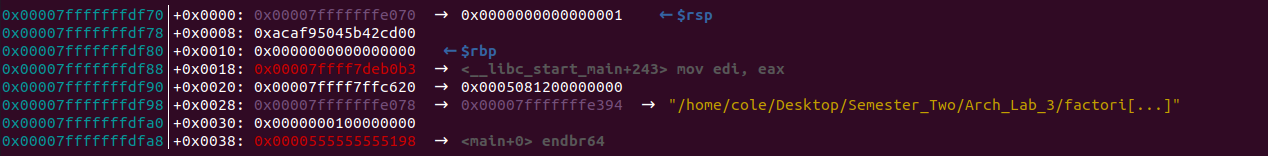 0x00007fffffffdf70│+0x0000: 0x00007fffffffe070  →  0x0000000000000001    ←$rsp
0x00007fffffffdf78│+0x0008: 0xacaf95045b42cd00
0x00007fffffffdf80│+0x0010: 0x0000000000000000   ←$rbp
0x00007fffffffdf88│+0x0018: 0x00007ffff7deb0b3  →  <__libc_start_main+243> mov edi, eax
0x00007fffffffdf90│+0x0020: 0x00007ffff7ffc620  →  0x0005081200000000
0x00007fffffffdf98│+0x0028: 0x00007fffffffe078  →  0x00007fffffffe394  →  "/home/cole/Desktop/Semester_Two/Arch_Lab_3/factori[...]"
0x00007fffffffdfa0│+0x0030: 0x0000000100000000
0x00007fffffffdfa8│+0x0038: 0x0000555555555198  →  <main+0> endbr64